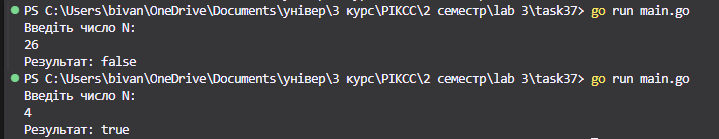 PS C:\Users\bivan\OneDrive\Documents\універ\3 курс\РІКСС\2 семестр\lab 3\task37> go run main.go
Введіть число N:
26
Результат: false
PS C:\Users\bivan\OneDrive\Documents\універ\3 курс\РІКСС\2 семестр\lab 3\task37> go run main.go
Введіть число N:
4
Результат: true